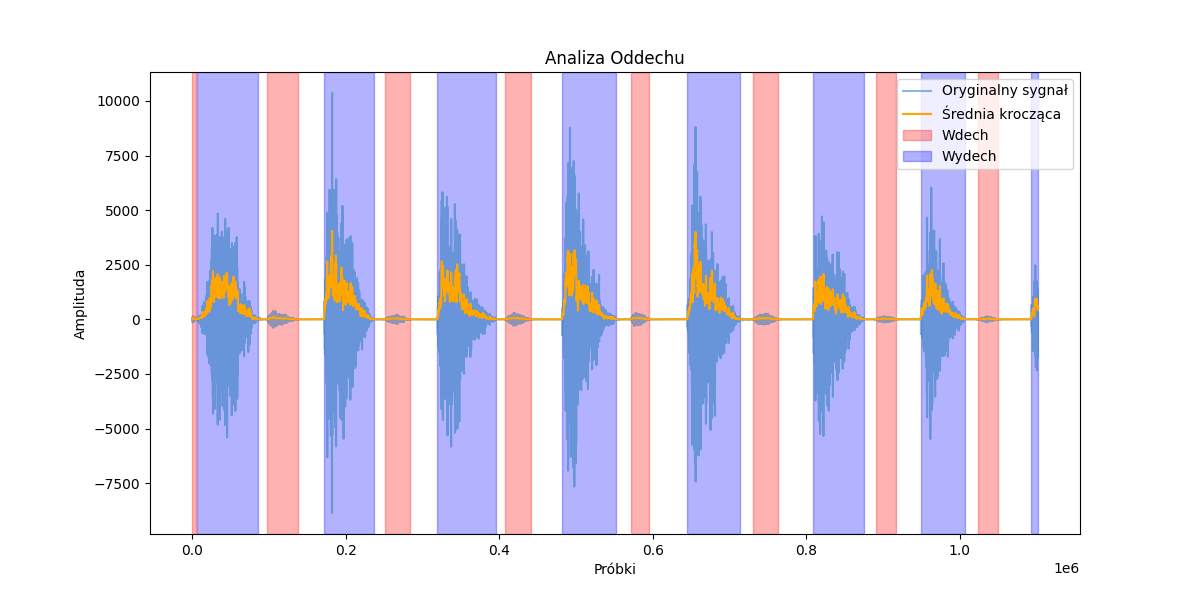 Analiza Oddechu
Oryginalny sygnał
Średnia krocząca
Wdech
Wydech
Amplituda
10000
7500
5000
2500
0
−2500
−5000
−7500
0.0
0.2
0.4
0.6
0.8
1.0
1e6
Próbki